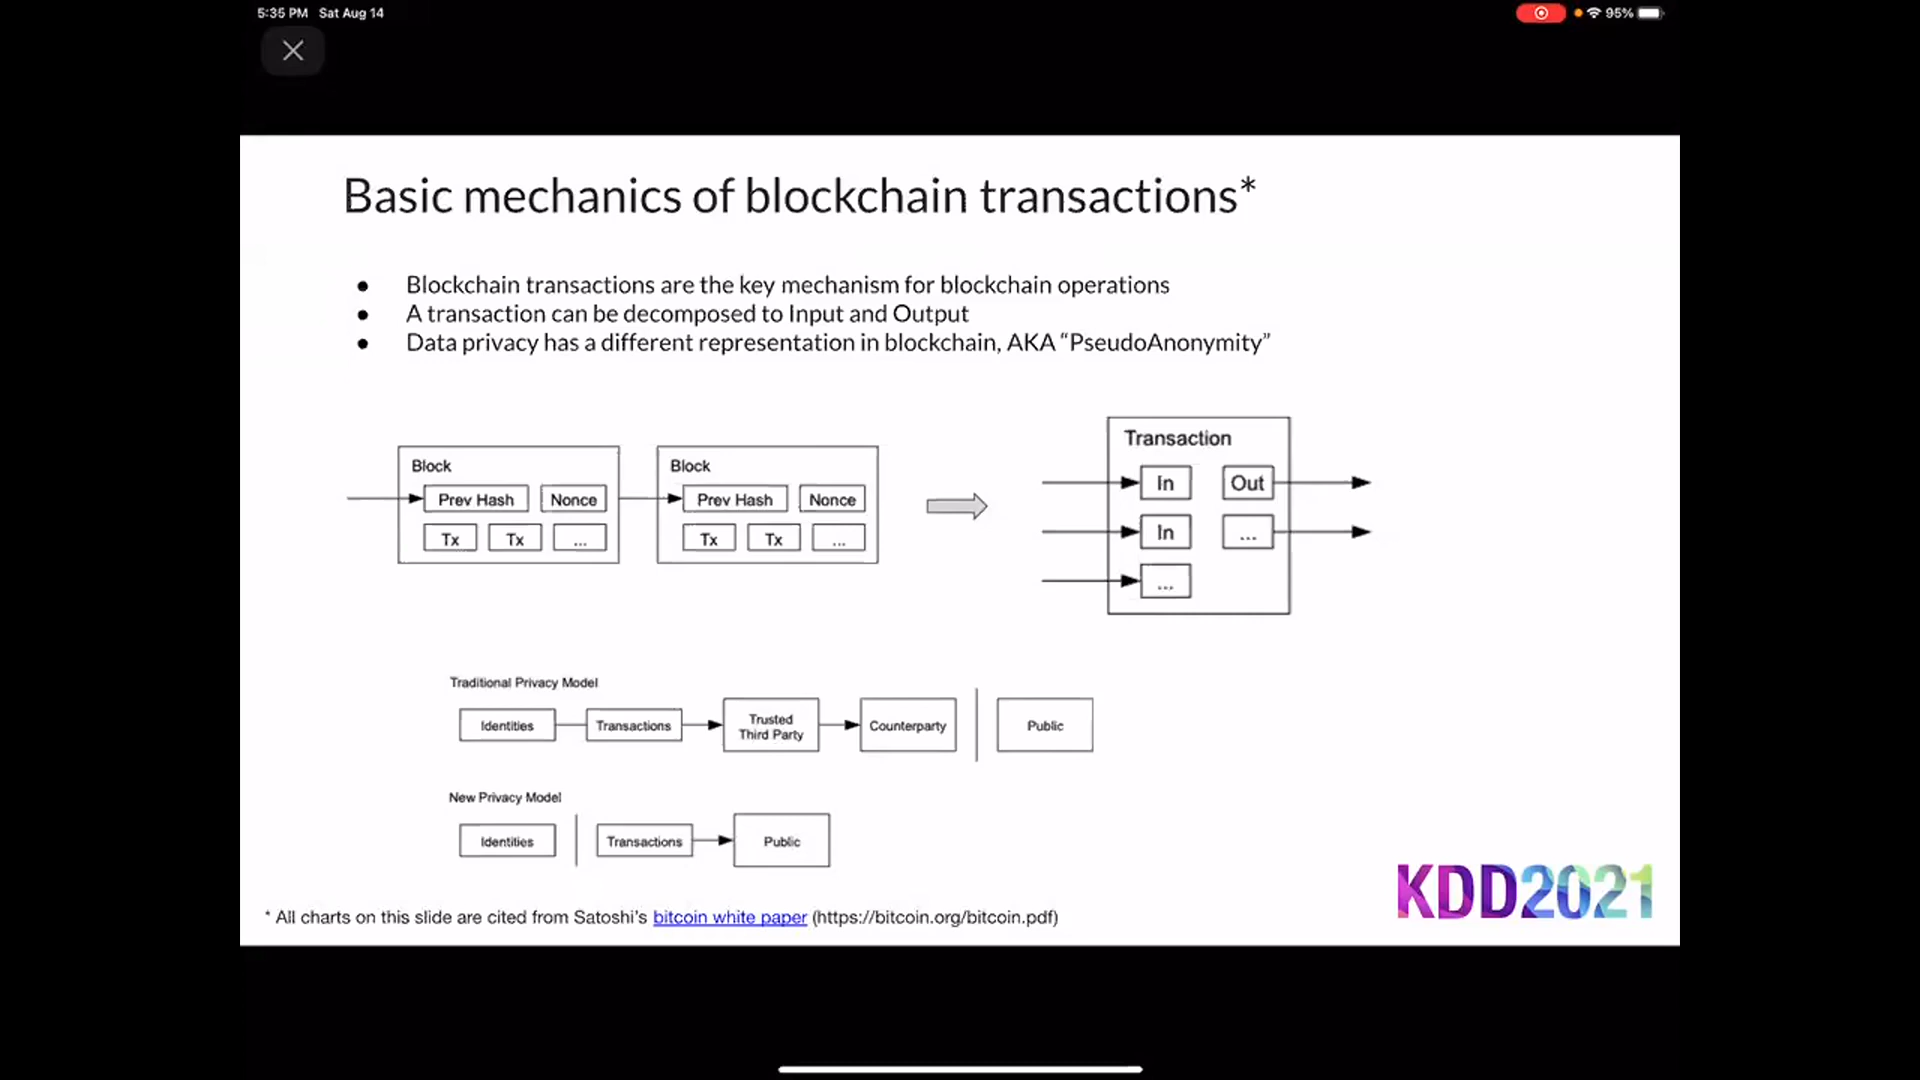 5:35 PM Sat Aug 14
95%
Basic mechanics of blockchain transactions*
● Blockchain transactions are the key mechanism for blockchain operations
● A transaction can be decomposed to Input and Output
● Data privacy has a different representation in blockchain, AKA “PseudoAnonymity”
Block
Prev Hash
Nonce
Tx
Tx
...
Block
Prev Hash
Nonce
Tx
Tx
...
Transaction
In
Out
In
...
...
Traditional Privacy Model
Identities
Transactions
Trusted
Third Party
Counterparty
Public
New Privacy Model
Identities
Transactions
Public
* All charts on this slide are cited from Satoshi's bitcoin white paper (https://bitcoin.org/bitcoin.pdf)
KDD2021